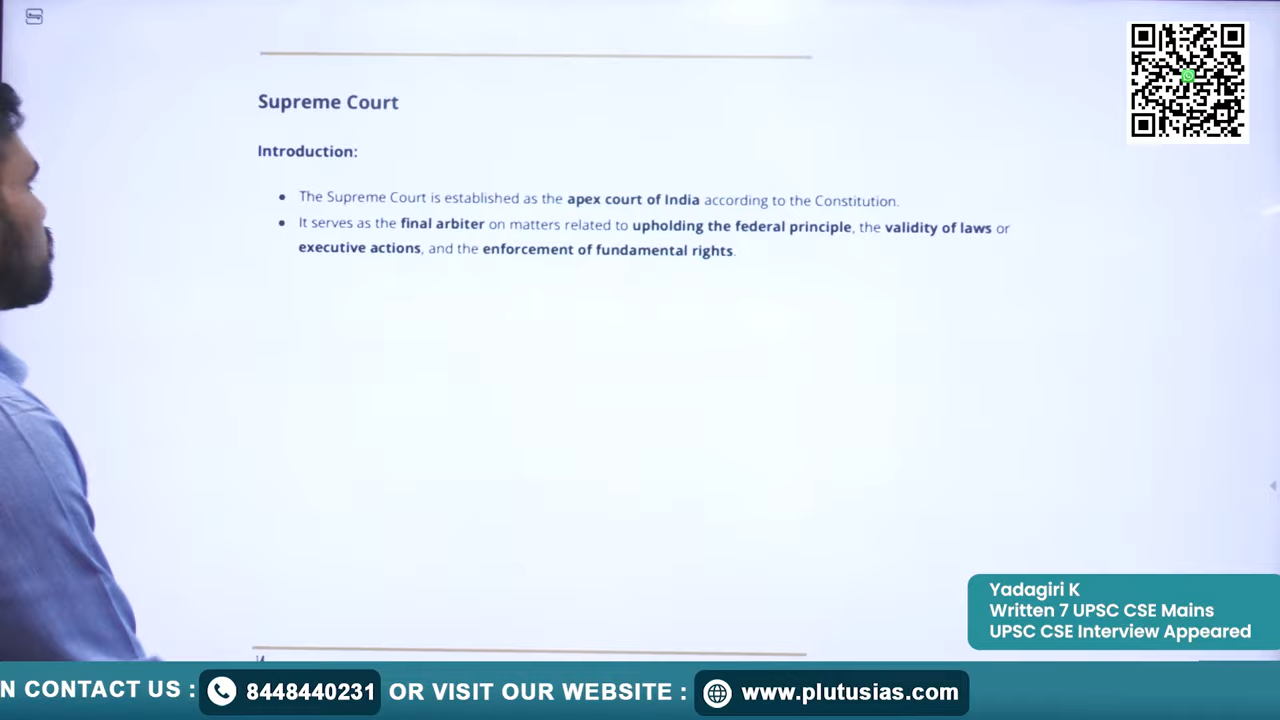 Supreme Court
Introduction:
• The Supreme Court is established as the apex court of India according to the Constitution.
• It serves as the final arbiter on matters related to upholding the federal principle, the validity of laws or
executive actions, and the enforcement of fundamental rights.
Yadagiri K
Written 7 UPSC CSE Mains
UPSC CSE Interview Appeared
N CONTACT US : 8448440231 OR VISIT OUR WEBSITE : www.plutusias.com